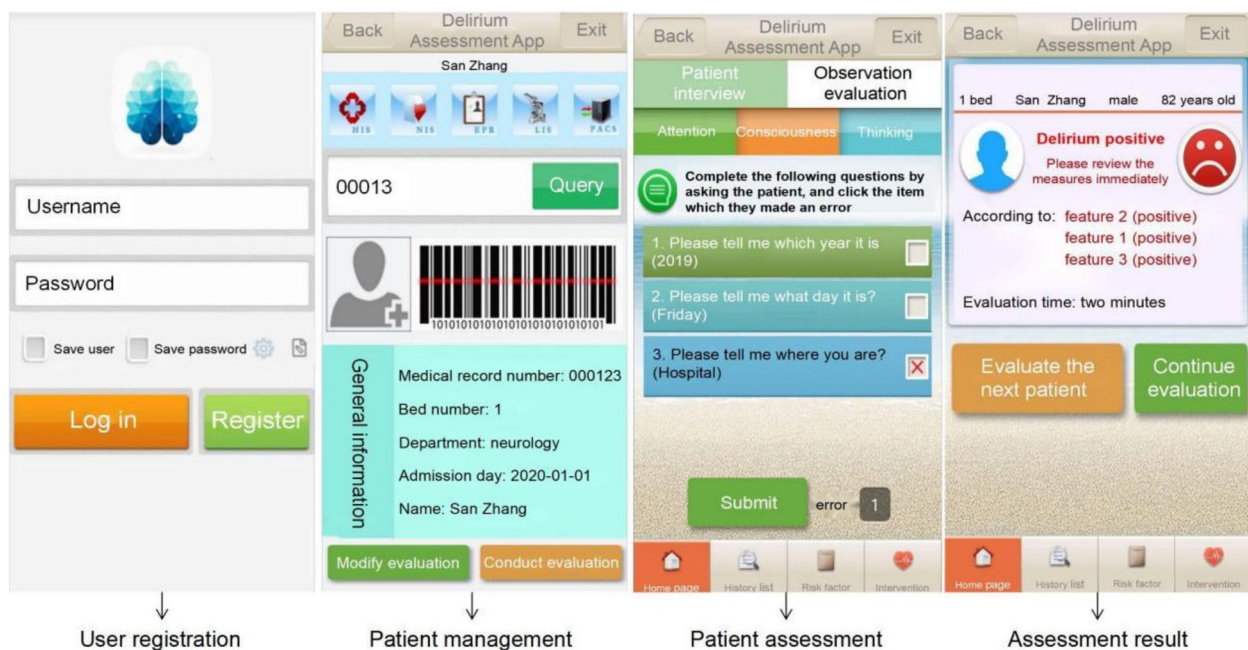 Username
Password
Save user
Save password
Log in
Register
User registration
Back
Delirium
Assessment App
Exit
San Zhang
HIS
NIS
EPR
LIS
PACS
00013
Query
1010101010101010101010101010101
General information
Medical record number: 000123
Bed number: 1
Department: neurology
Admission day: 2020-01-01
Name: San Zhang
Modify evaluation
Conduct evaluation
Patient management
Back
Delirium
Assessment App
Exit
Patient
interview
Observation
evaluation
Attention
Consciousness
Thinking
Complete the following questions by
asking the patient, and click the item
which they made an error
1. Please tell me which year it is
(2019)
2. Please tell me what day it is?
(Friday)
3. Please tell me where you are?
(Hospital)
Submit
error
1
Home page
History list
Risk factor
Intervention
Patient assessment
Back
Delirium
Assessment App
Exit
1 bed San Zhang male 82 years old
Delirium positive
Please review the
measures immediately
According to: feature 2 (positive)
feature 1 (positive)
feature 3 (positive)
Evaluation time: two minutes
Evaluate the
next patient
Continue
evaluation
Home page
History list
Risk factor
Intervention
Assessment result